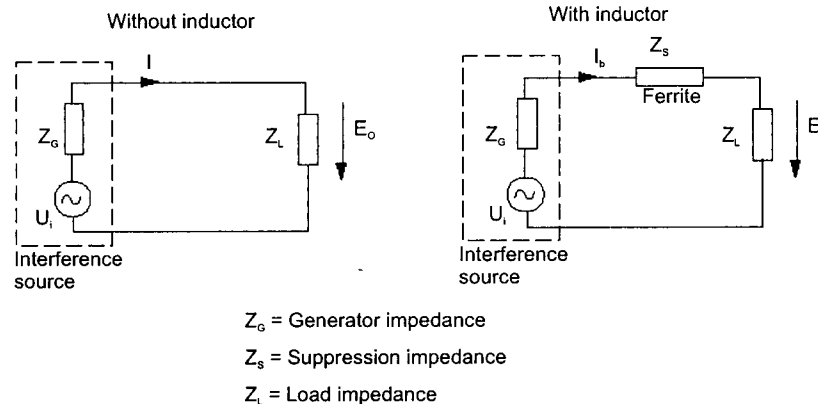 Without inductor
With inductor
I
Z_G
Z_L
E_O
U_i
Interference
source
I_b
Z_S
Ferrite
Z_G
Z_L
E
U_i
Interference
source
Z_G = Generator impedance
Z_S = Suppression impedance
Z_L = Load impedance